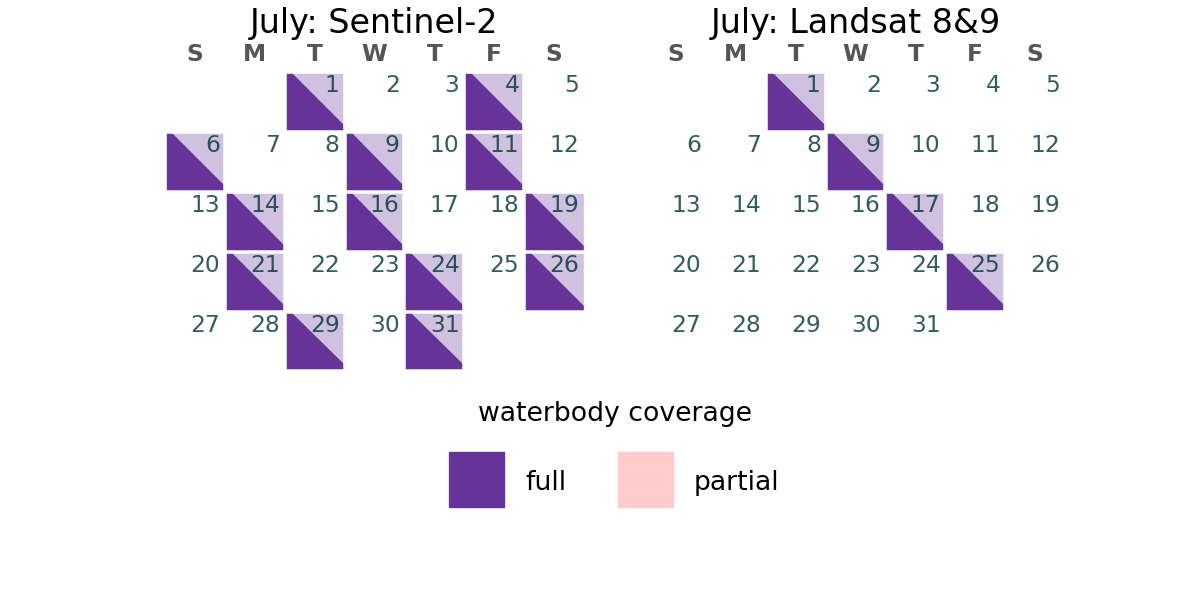 July: Sentinel-2
S M T W T F S
1 2 3 4 5
6 7 8 9 10 11 12
13 14 15 16 17 18 19
20 21 22 23 24 25 26
27 28 29 30 31
July: Landsat 8&9
S M T W T F S
1 2 3 4 5
6 7 8 9 10 11 12
13 14 15 16 17 18 19
20 21 22 23 24 25 26
27 28 29 30 31
waterbody coverage
full
partial